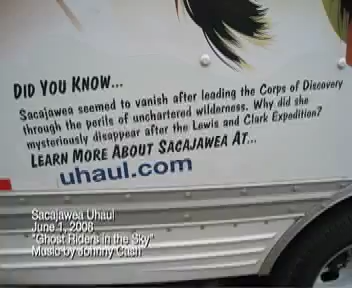 DID YOU KNOW...
Sacajawea seemed to vanish after leading the Corps of Discovery
through the perils of unchartered wilderness. Why did she
mysteriously disappear after the Lewis and Clark Expedition?
LEARN MORE ABOUT SACAJAWEA AT...
uhaul.com
Sacajawea Uhaul
June 1, 2008
"Ghost Riders in the Sky"
Music by Johnny Cash